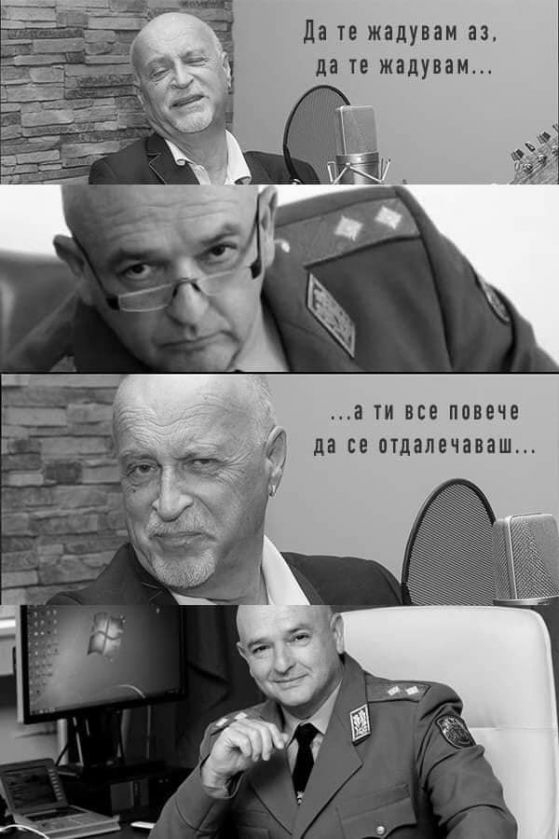 Да те жадувам аз,
да те жадувам...
...а ти все повече
да се отдалечаваш...